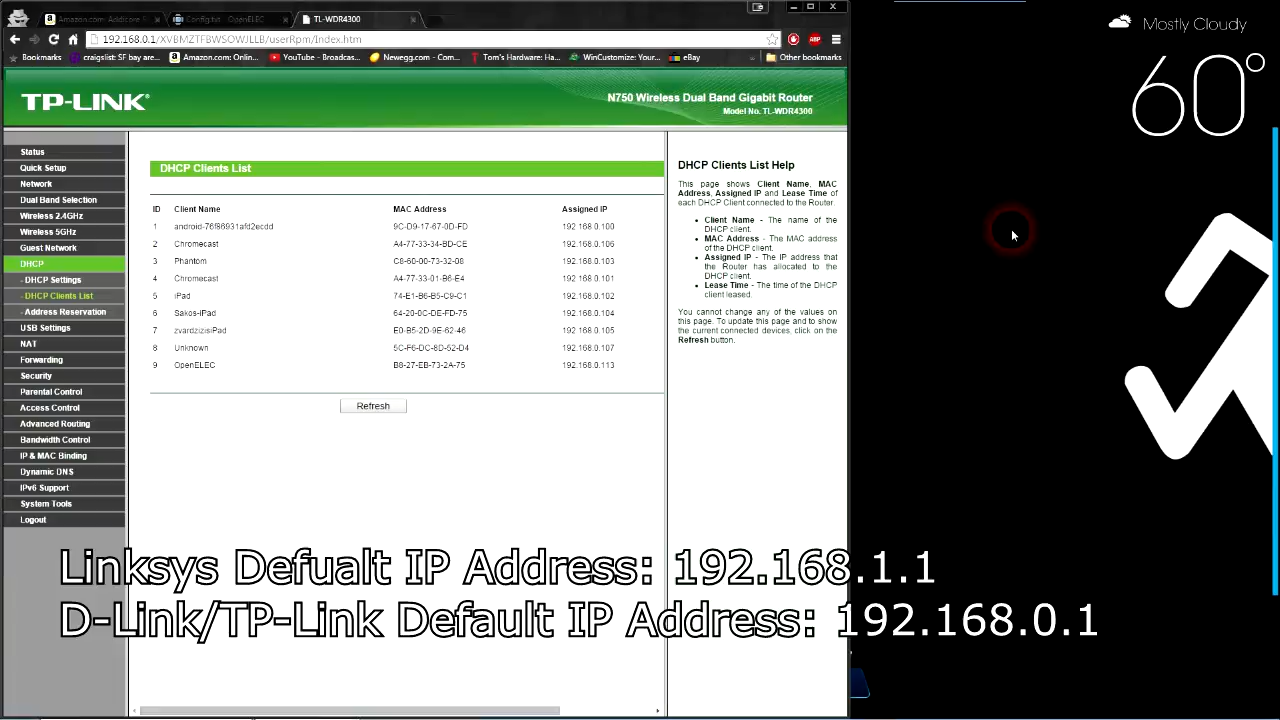 Amazon.com: Addicore S
Config.txt - OpenELEC
TL-WDR4300
192.168.0.1/XVBMZTFBWSOWJLLB/userRpm/Index.htm
Bookmarks
craigslist: SF bay are...
Amazon.com: Onlin...
YouTube - Broadcas...
Newegg.com - Com...
Tom's Hardware: Ha...
WinCustomize: Your...
eBay
Other bookmarks
ABP
Mostly Cloudy
60°
TP-LINK®
N750 Wireless Dual Band Gigabit Router
Model No. TL-WDR4300
Status
Quick Setup
Network
Dual Band Selection
Wireless 2.4GHz
Wireless 5GHz
Guest Network
DHCP
- DHCP Settings
- DHCP Clients List
- Address Reservation
USB Settings
NAT
Forwarding
Security
Parental Control
Access Control
Advanced Routing
Bandwidth Control
IP & MAC Binding
Dynamic DNS
IPv6 Support
System Tools
Logout
DHCP Clients List
ID Client Name MAC Address Assigned IP
1 android-76f86931afd2ecdd 9C-D9-17-67-0D-FD 192.168.0.100
2 Chromecast A4-77-33-34-BD-CE 192.168.0.106
3 Phantom C8-60-00-73-32-08 192.168.0.103
4 Chromecast A4-77-33-01-B6-E4 192.168.0.101
5 iPad 74-E1-B6-B5-C9-C1 192.168.0.102
6 Sakos-iPad 64-20-0C-DE-FD-75 192.168.0.104
7 zvardzizisiPad E0-B5-2D-9E-62-46 192.168.0.105
8 Unknown 5C-F6-DC-8D-52-D4 192.168.0.107
9 OpenELEC B8-27-EB-73-2A-75 192.168.0.113
Refresh
DHCP Clients List Help
This page shows Client Name, MAC
Address, Assigned IP and Lease Time of
each DHCP Client connected to the Router.
Client Name - The name of the
DHCP client.
MAC Address - The MAC address
of the DHCP client.
Assigned IP - The IP address that
the Router has allocated to the
DHCP client.
Lease Time - The time of the DHCP
client leased.
You cannot change any of the values on
this page. To update this page and to show
the current connected devices, click on the
Refresh button.
Linksys Defualt IP Address: 192.168.1.1
D-Link/TP-Link Default IP Address: 192.168.0.1